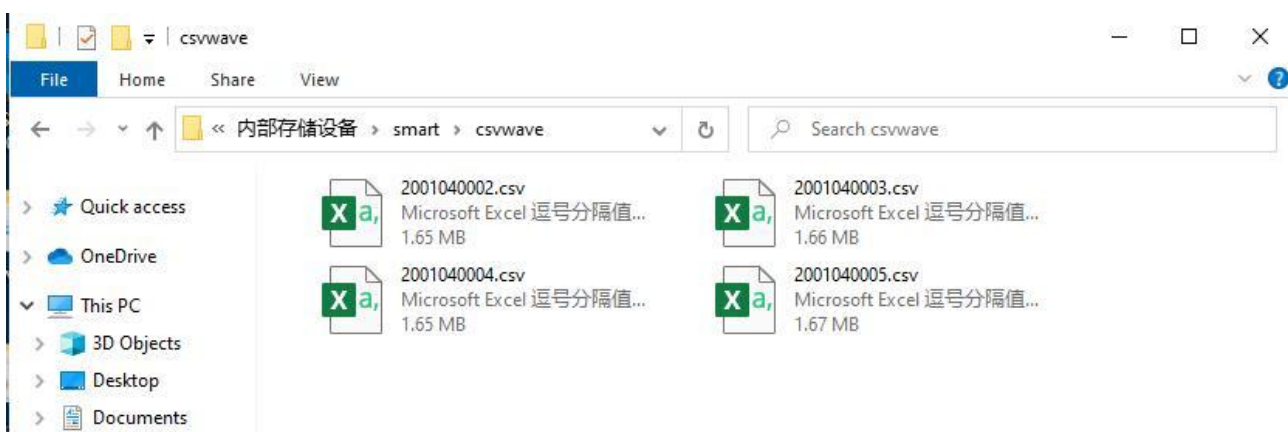 csvwave
File Home Share View
« 内部存储设备 › smart › csvwave
Search csvwave
Quick access
OneDrive
This PC
3D Objects
Desktop
Documents
2001040002.csv
Microsoft Excel 逗号分隔值...
1.65 MB
2001040003.csv
Microsoft Excel 逗号分隔值...
1.66 MB
2001040004.csv
Microsoft Excel 逗号分隔值...
1.65 MB
2001040005.csv
Microsoft Excel 逗号分隔值...
1.67 MB